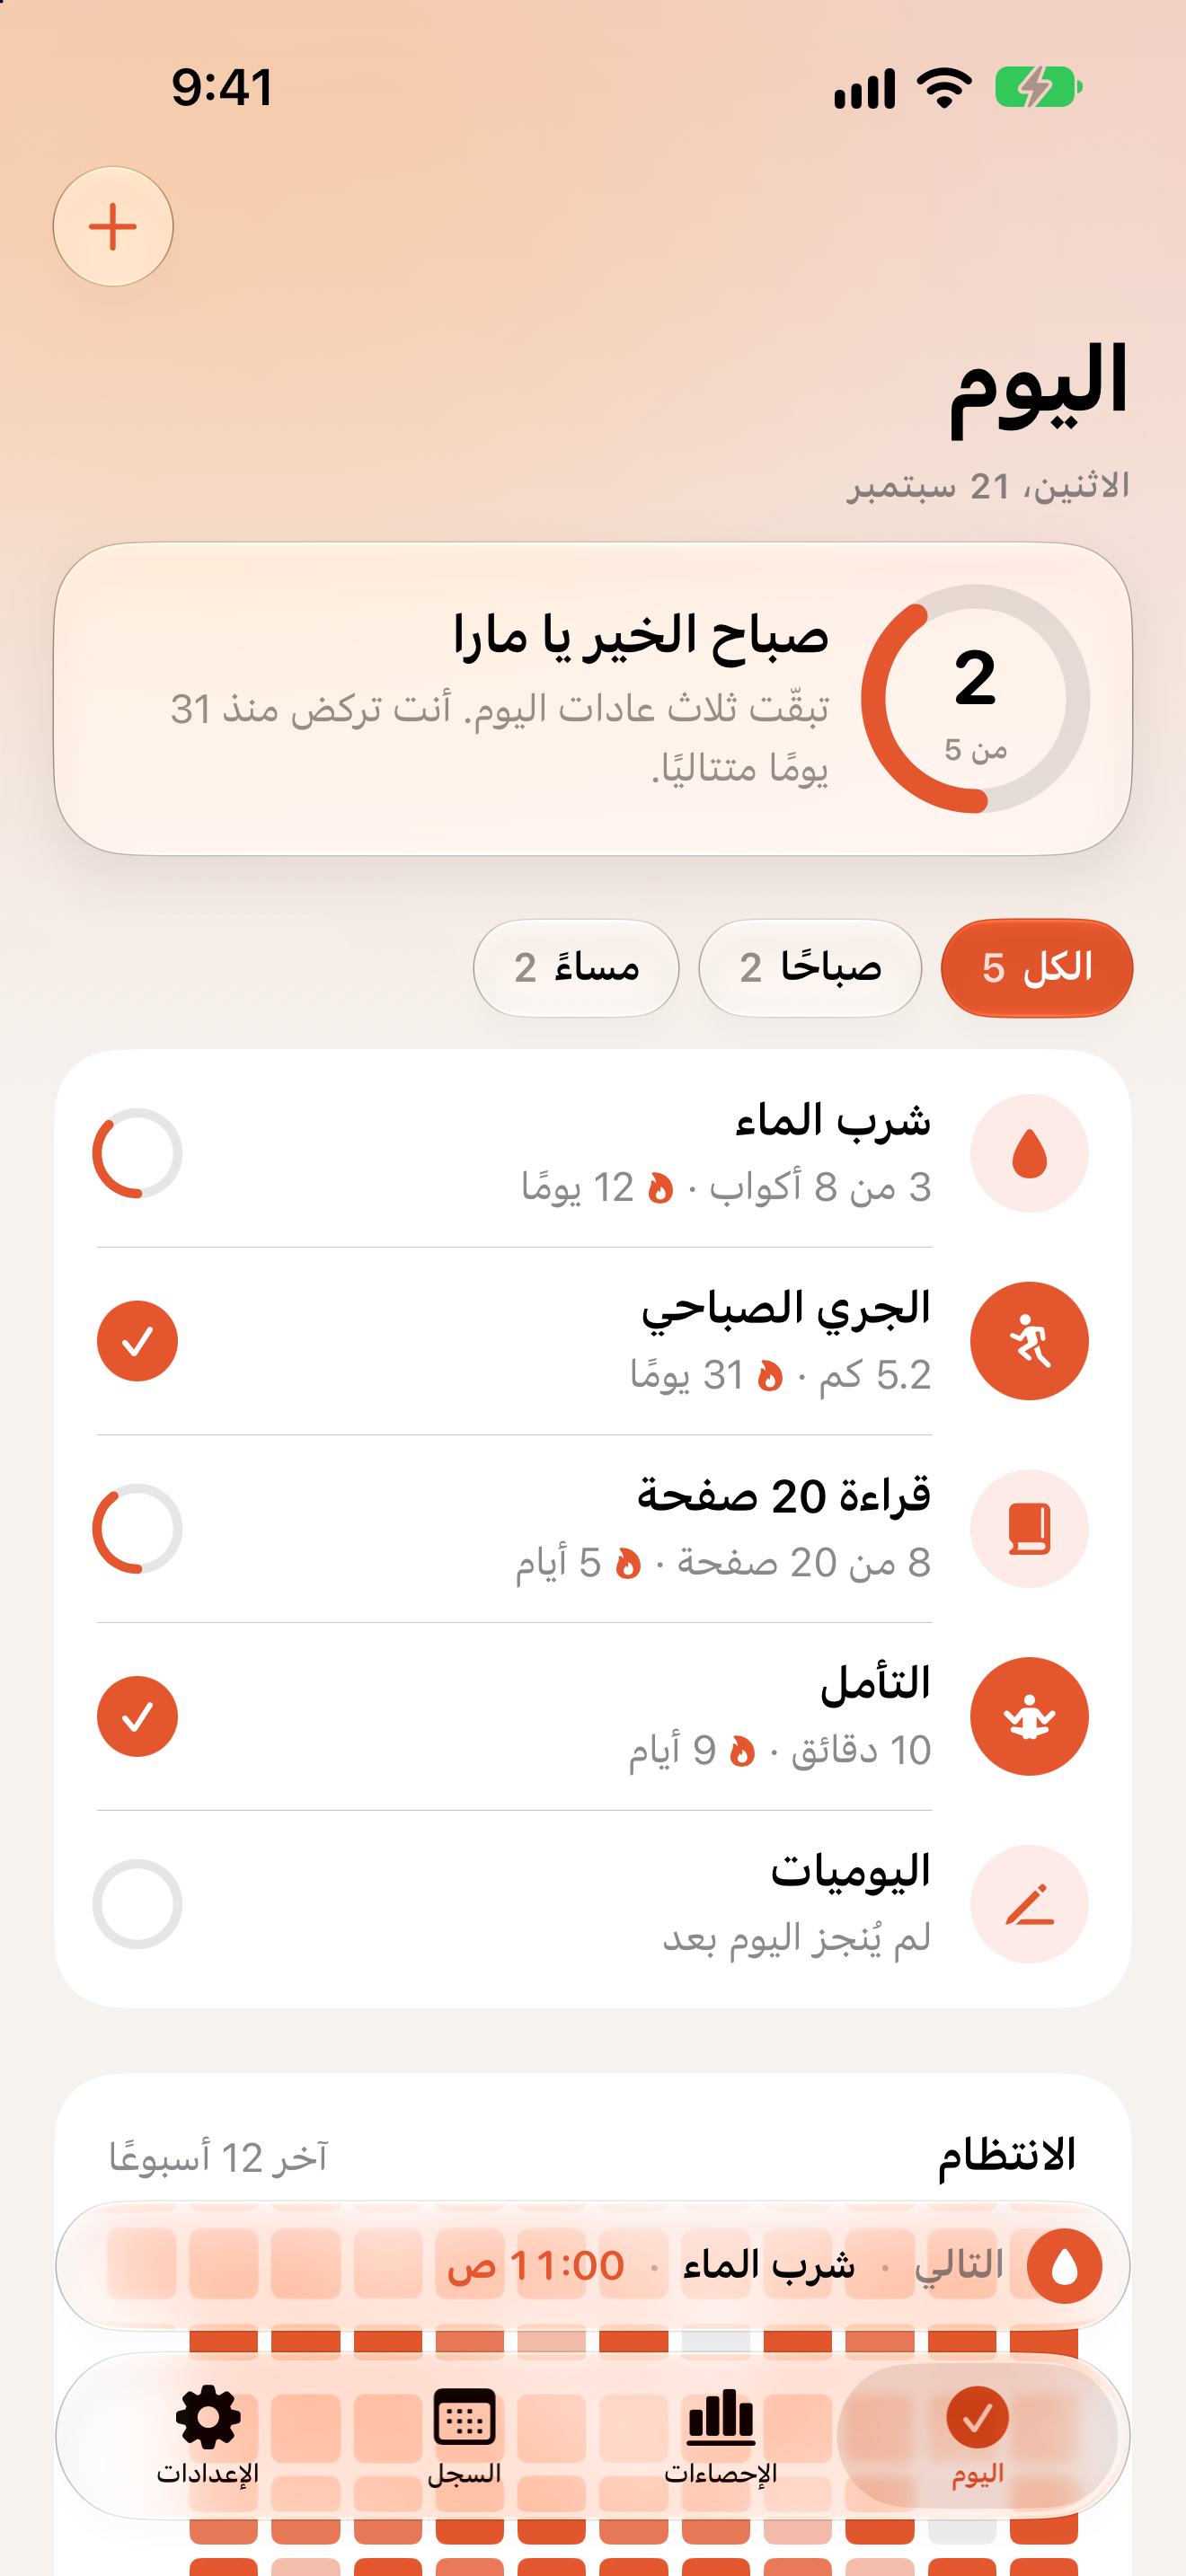 9:41
اليوم
الاثنين، 21 سبتمبر
2
من 5
صباح الخير يا مارا
تبقّت ثلاث عادات اليوم. أنت تركض منذ 31
يومًا متتاليًا.
الكل 5
صباحًا 2
مساءً 2
شرب الماء
3 من 8 أكواب · 12 يومًا
الجري الصباحي
5.2 كم · 31 يومًا
قراءة 20 صفحة
8 من 20 صفحة · 5 أيام
التأمل
10 دقائق · 9 أيام
اليوميات
لم يُنجز اليوم بعد
الانتظام
آخر 12 أسبوعًا
التالي · شرب الماء · 11:00 ص
اليوم
الإحصاءات
السجل
الإعدادات